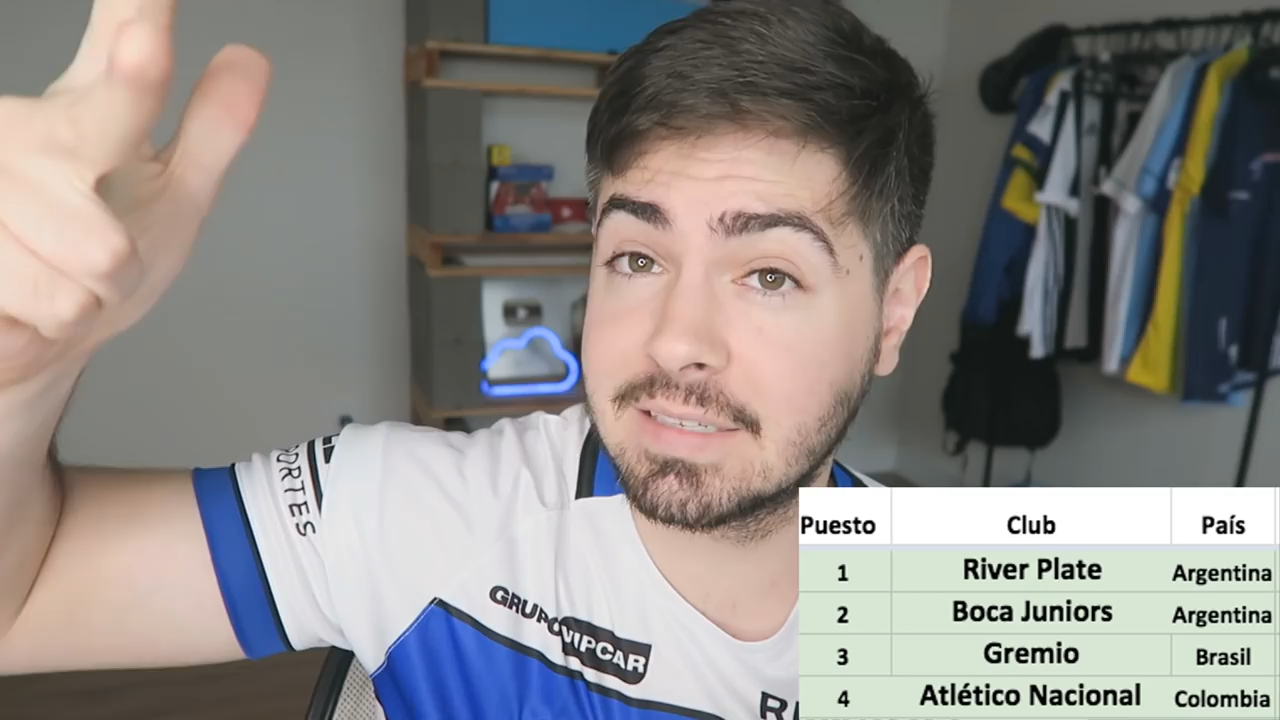 GRUPO VIPCAR
Puesto Club País
1 River Plate Argentina
2 Boca Juniors Argentina
3 Gremio Brasil
4 Atlético Nacional Colombia